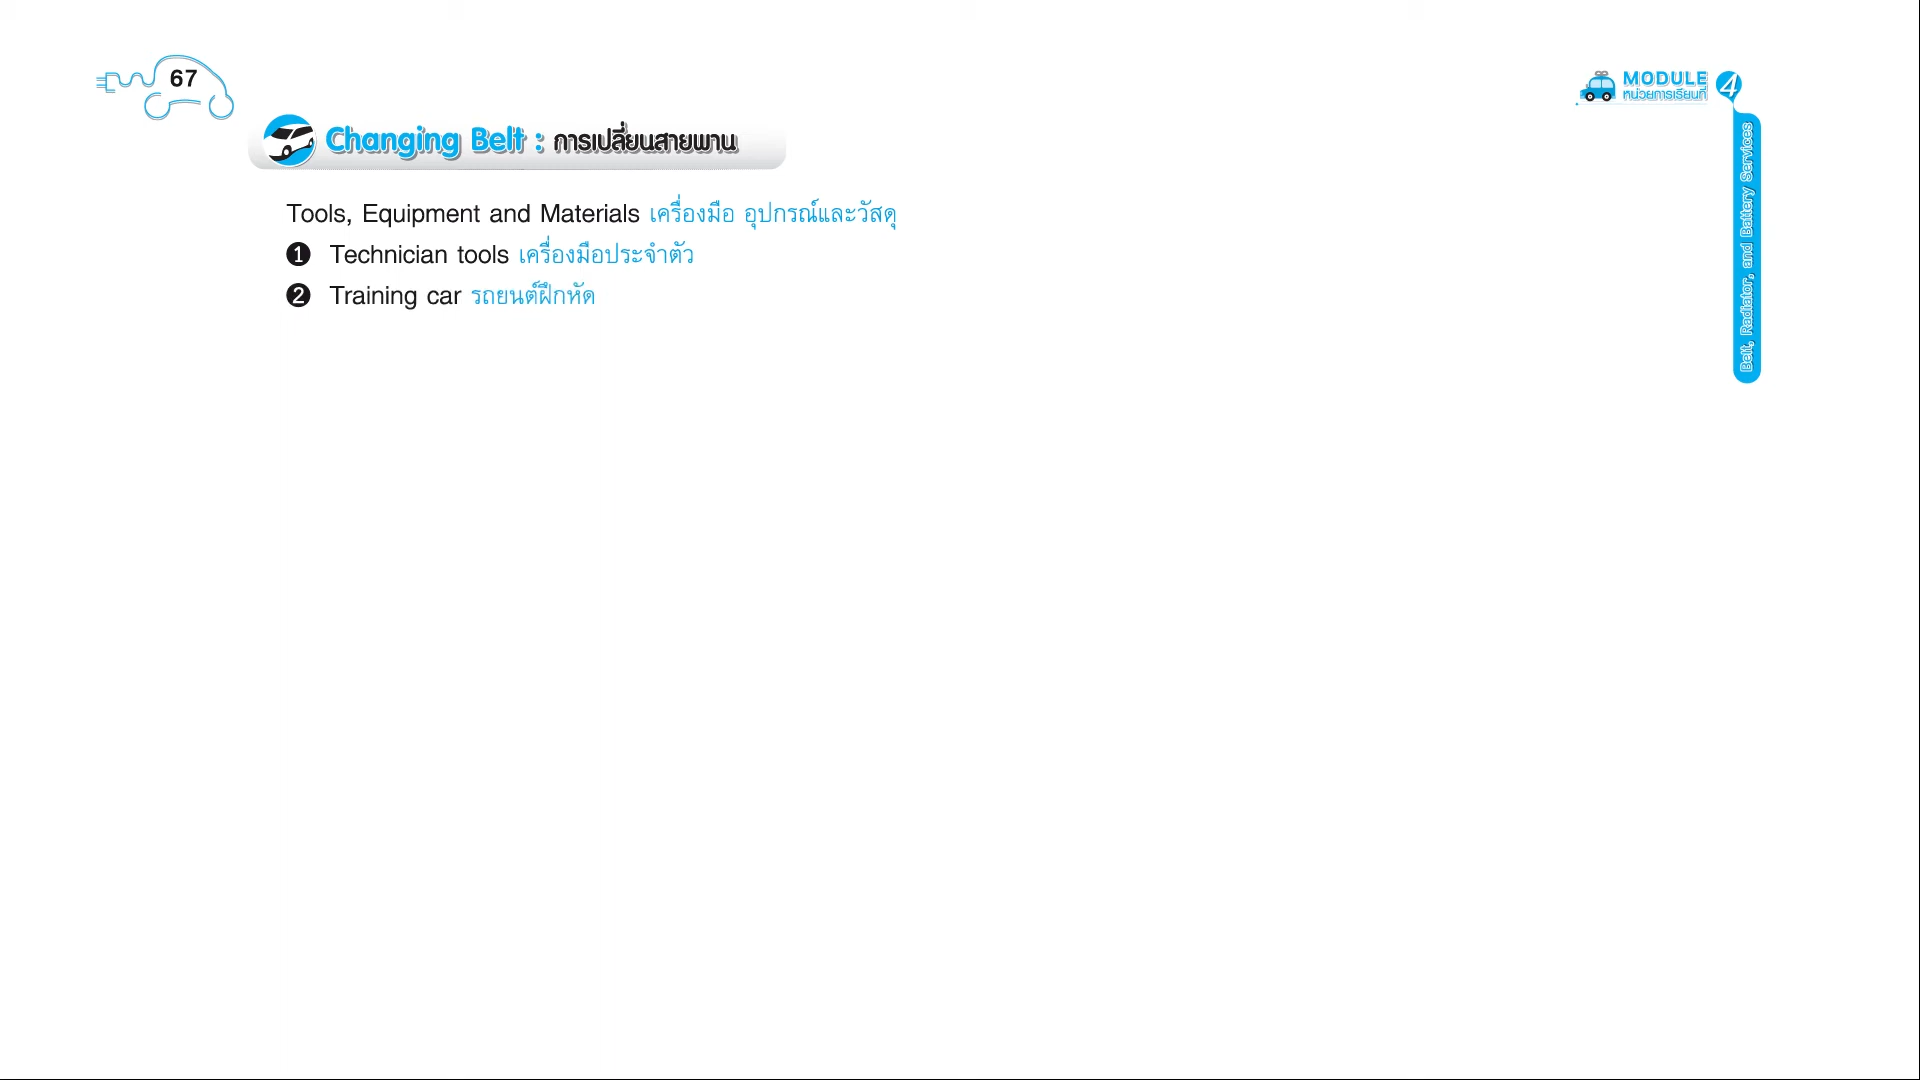 67
MODULE 4
หน่วยการเรียนที่
Changing Belt : การเปลี่ยนสายพาน
Tools, Equipment and Materials เครื่องมือ อุปกรณ์และวัสดุ
1 Technician tools เครื่องมือประจำตัว
2 Training car รถยนต์ฝึกหัด
Belt, Radiator, and Battery Services